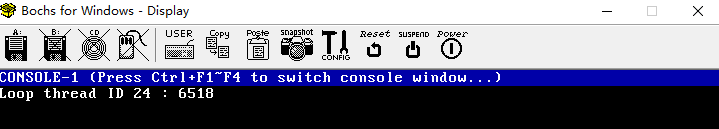 Bochs for Windows - Display
A:
B:
CD
USER
Copy
Paste
snapshot
CONFIG
Reset
SUSPEND
Power
CONSOLE-1 (Press Ctrl+F1~F4 to switch console window...)
Loop thread ID 24 : 6518